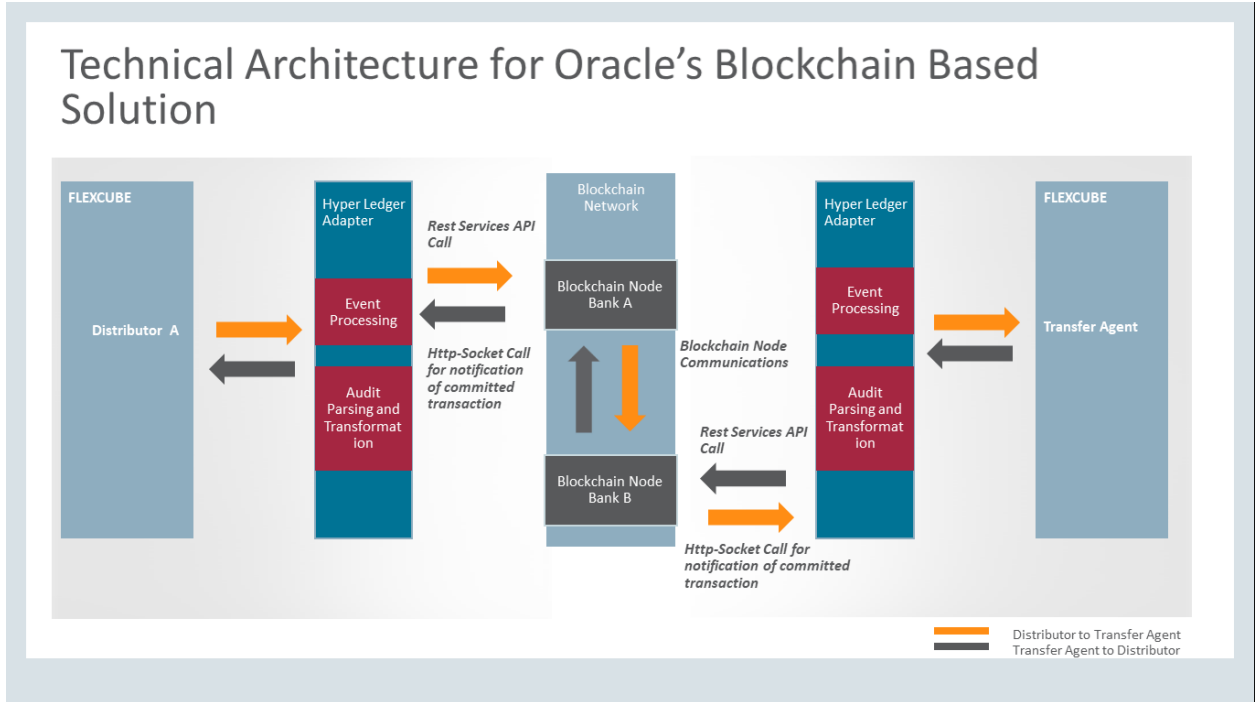 Technical Architecture for Oracle’s Blockchain Based
Solution
FLEXCUBE
Distributor A
Hyper Ledger
Adapter
Event
Processing
Audit
Parsing and
Transformat
ion
Rest Services API
Call
Http-Socket Call
for notification
of committed
transaction
Blockchain
Network
Blockchain Node
Bank A
Blockchain Node
Communications
Blockchain Node
Bank B
Rest Services API
Call
Http-Socket Call for
notification of committed
transaction
Hyper Ledger
Adapter
Event
Processing
Audit
Parsing and
Transformat
ion
FLEXCUBE
Transfer Agent
Distributor to Transfer Agent
Transfer Agent to Distributor